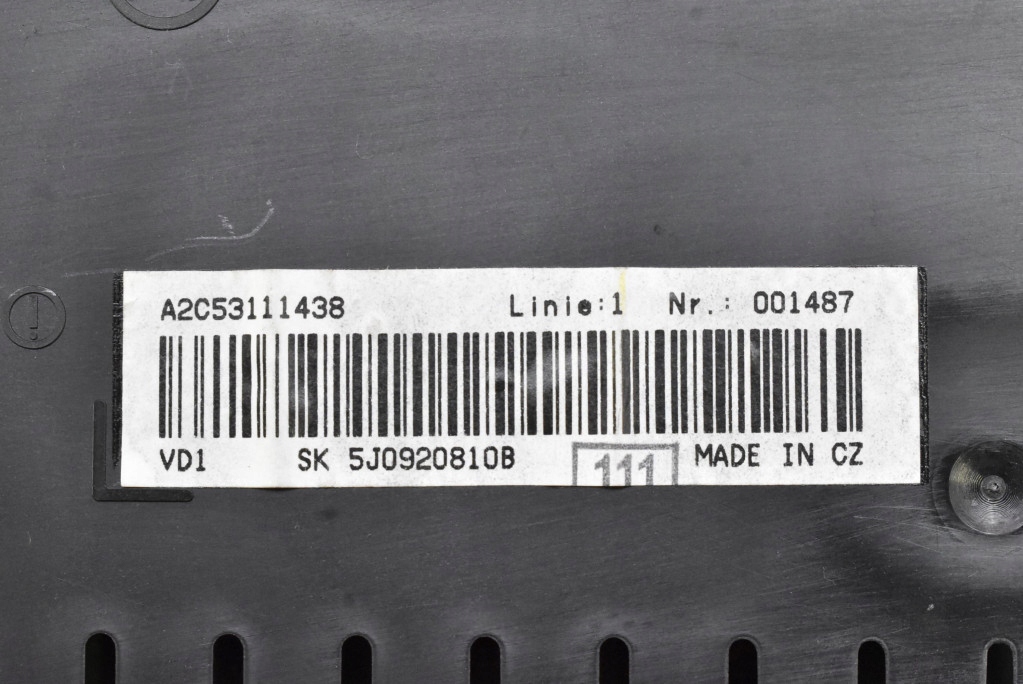 A2C53111438 Linie:1 Nr.: 001487
VD1 SK 5J0920810B 111 MADE IN CZ